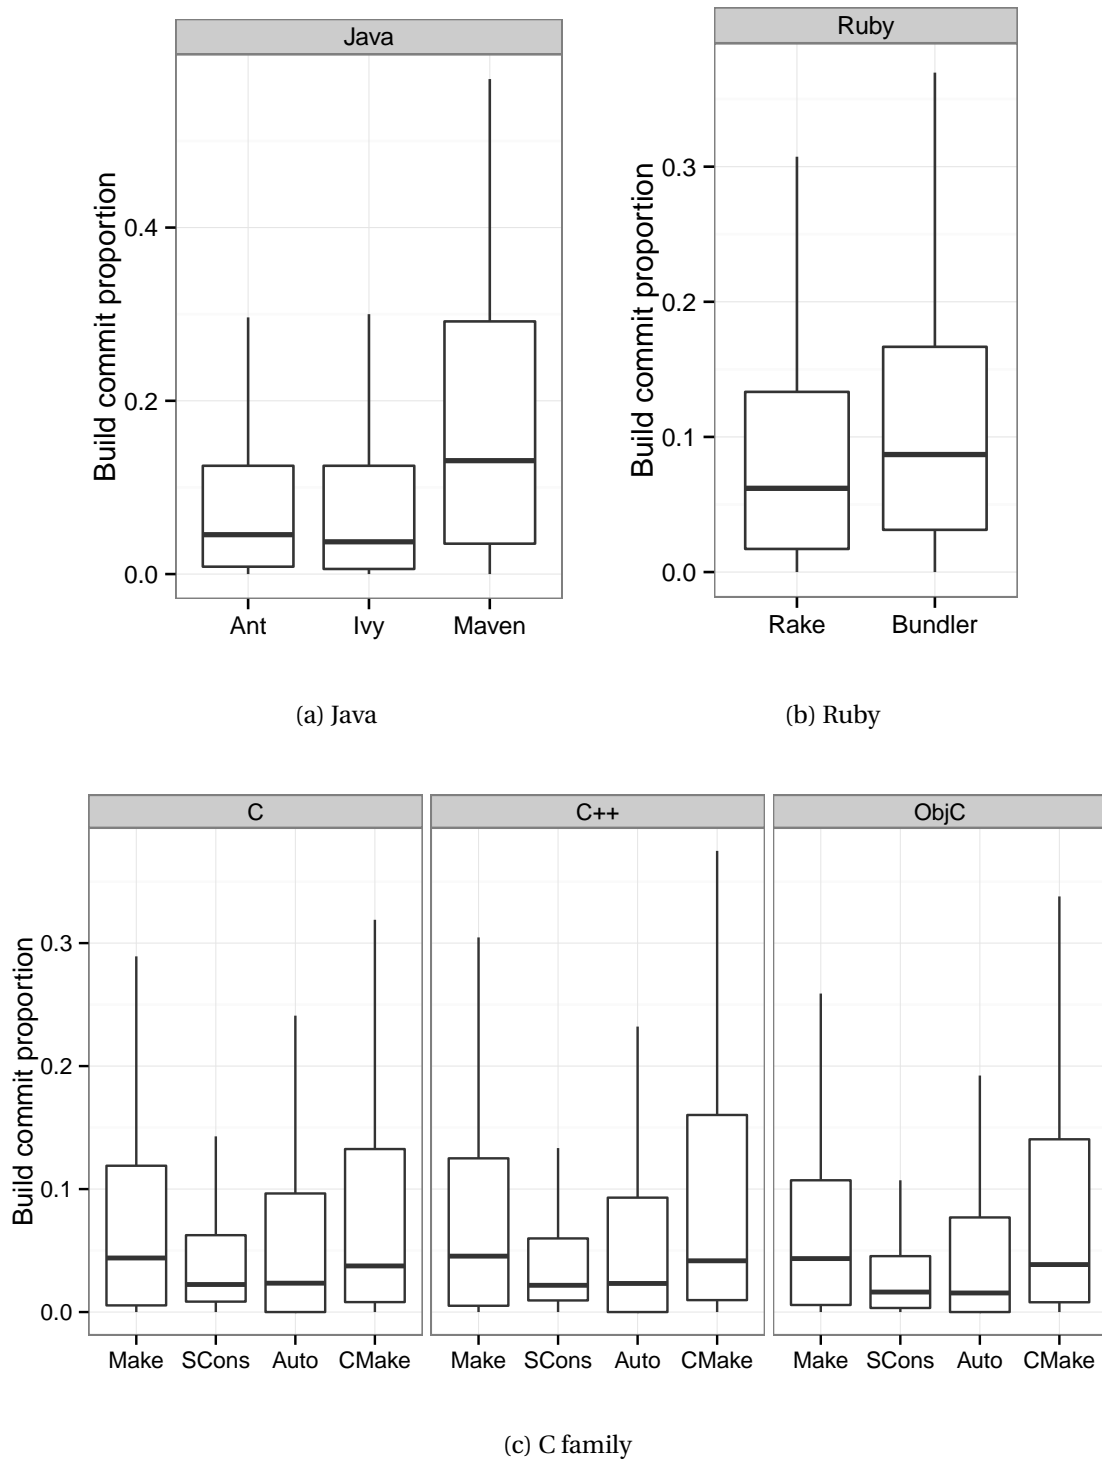 Java
Build commit proportion
0.4
0.2
0.0
Ant Ivy Maven
(a) Java
Ruby
Build commit proportion
0.3
0.2
0.1
0.0
Rake Bundler
(b) Ruby
C C++ ObjC
Build commit proportion
0.3
0.2
0.1
0.0
Make SCons Auto CMake Make SCons Auto CMake Make SCons Auto CMake
(c) C family